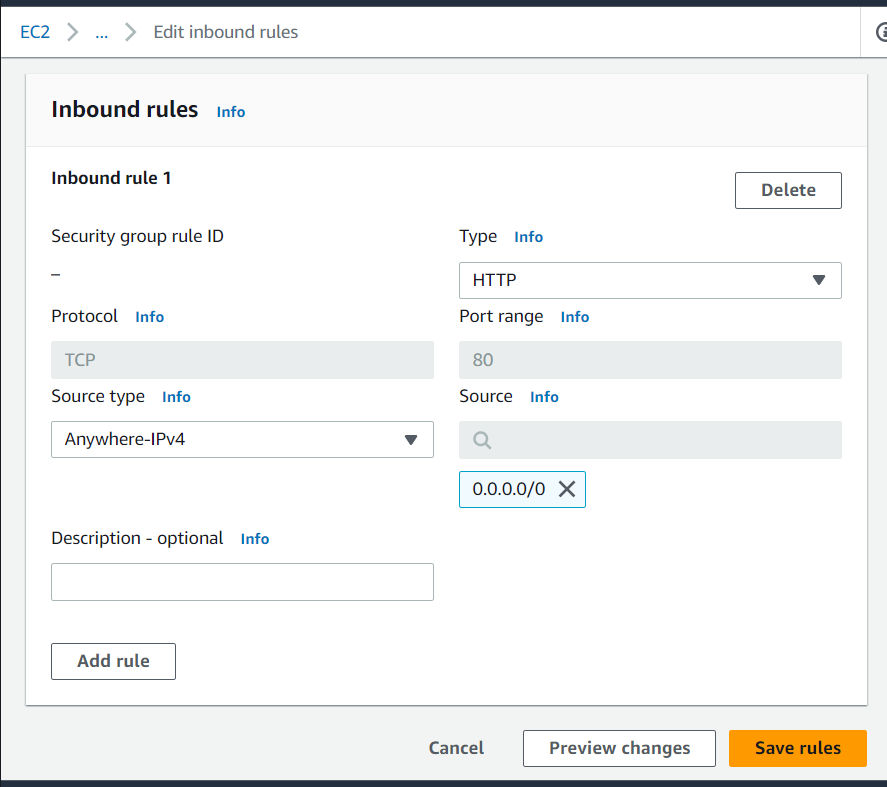 EC2 ... Edit inbound rules
Inbound rules Info
Inbound rule 1
Delete
Security group rule ID
–
Type Info
HTTP
Protocol Info
TCP
Port range Info
80
Source type Info
Anywhere-IPv4
Source Info
0.0.0.0/0
Description - optional Info
Add rule
Cancel
Preview changes
Save rules